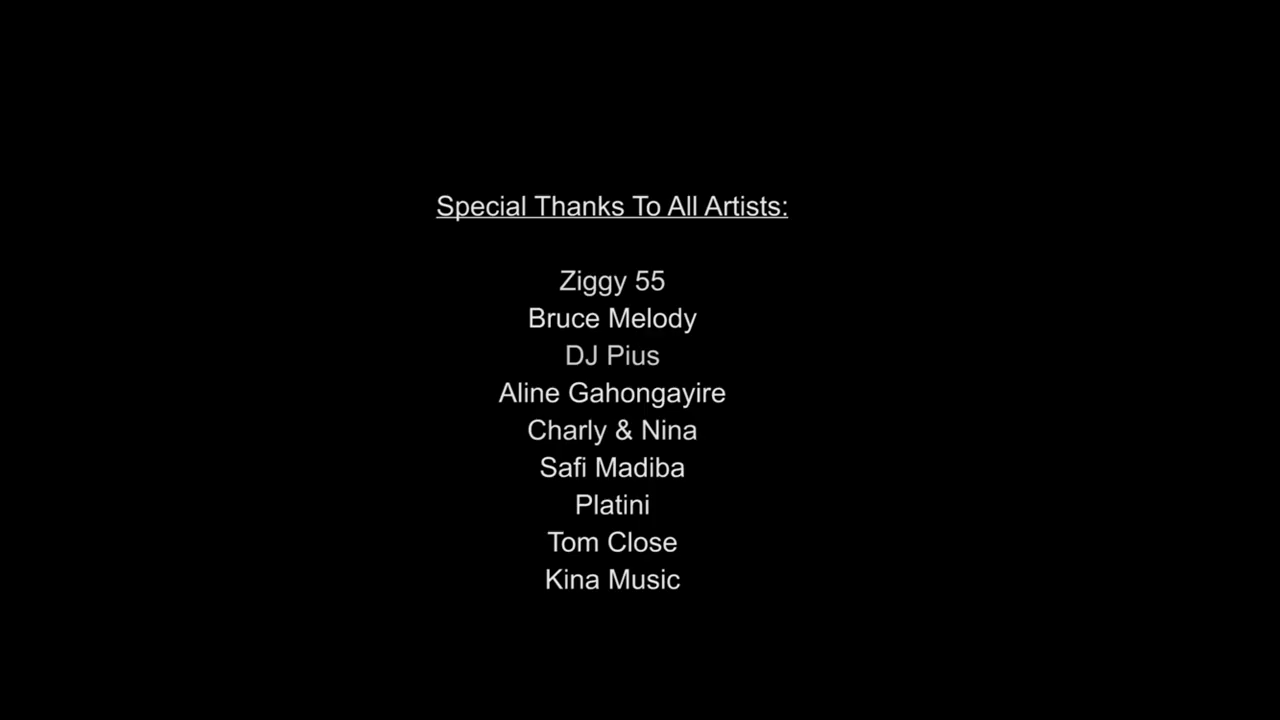 Special Thanks To All Artists:
Ziggy 55
Bruce Melody
DJ Pius
Aline Gahongayire
Charly & Nina
Safi Madiba
Platini
Tom Close
Kina Music